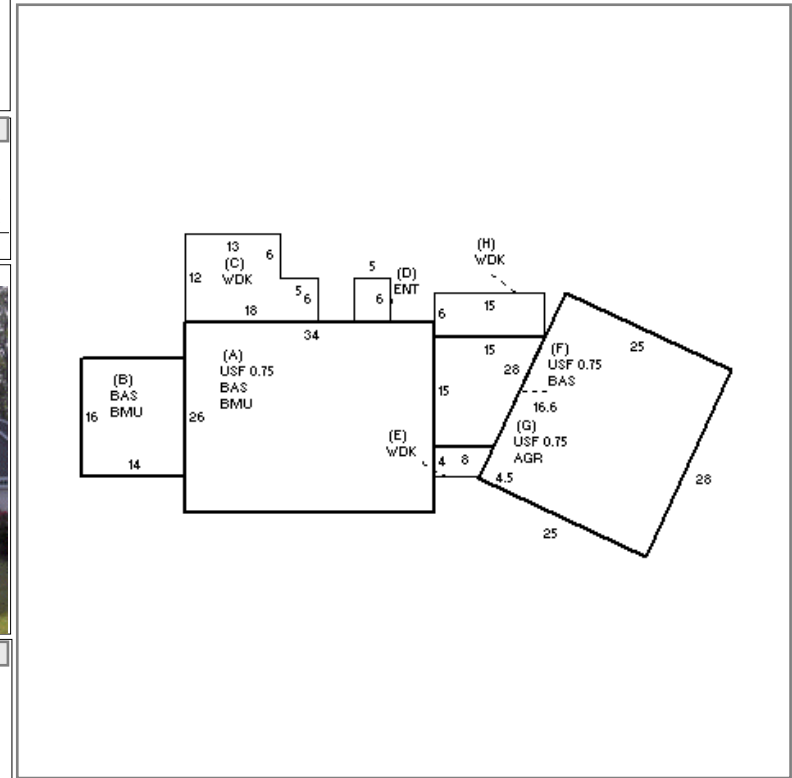 13
(C)
WDK
6
12
5
6
18
5
(D)
ENT
6
(H)
WDK
15
6
34
(A)
USF 0.75
BAS
BMU
26
(B)
BAS
BMU
16
14
15
28
15
(F)
USF 0.75
BAS
16.6
(G)
USF 0.75
AGR
(E)
WDK
4
8
4.5
25
28
25